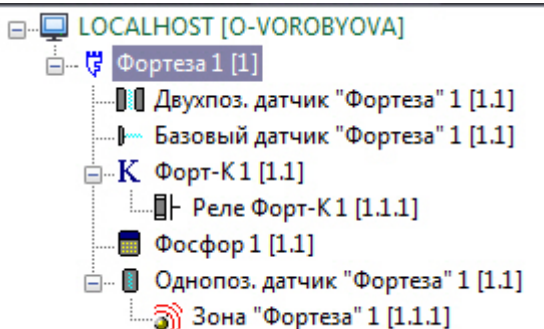 LOCALHOST [O-VOROBYOVA]
Фортеза 1 [1]
Двухпоз. датчик "Фортеза" 1 [1.1]
Базовый датчик "Фортеза" 1 [1.1]
К Форт-К 1 [1.1]
Реле Форт-К 1 [1.1.1]
Фосфор 1 [1.1]
Однопоз. датчик "Фортеза" 1 [1.1]
Зона "Фортеза" 1 [1.1.1]